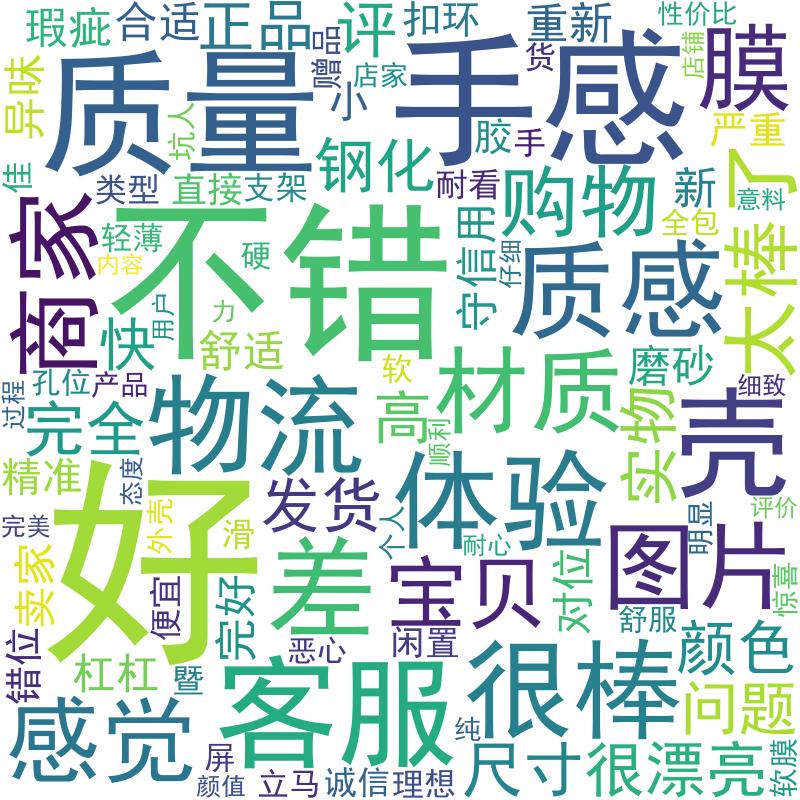 瑕疵
合适
正品
评
扣环
重新
性价比
异味
质量
赠品
店家
小
手感
货
店铺
膜
坑人
钢化
胶
手
严重
佳
类型
直接
支架
耐看
购物
新
了
意料
商家
轻薄
内容
不错
硬
守信用
仔细
全包
质感
太棒
用户
力
快
舒适
软
材质
磨砂
过程
孔位
产品
物流
高
顺利
实物
细致
壳
完全
精准
态度
完美
好
外壳
滑
发货
个人
体验
耐心
明显
评价
图片
卖家
便宜
完好
差
宝贝
对位
惊喜
错位
杠杠
暨
恶心
闲置
舒服
颜色
感觉
客服
很棒
纯
问题
屏
颜值
立马
诚信
理想
尺寸
很漂亮
软膜